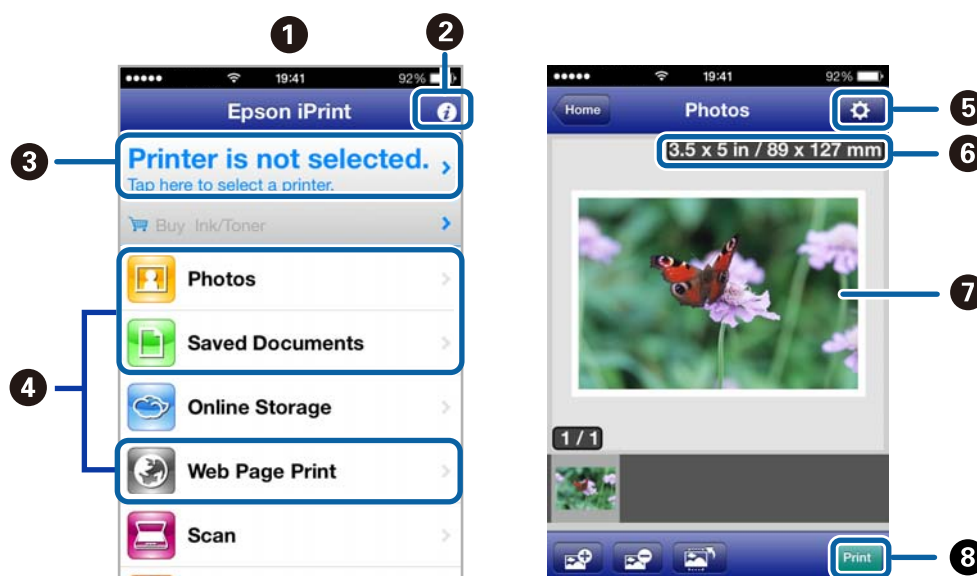 1
2
19:41
92%
Epson iPrint
i
3
Printer is not selected.
Tap here to select a printer.
Buy Ink/Toner
Photos
Saved Documents
4
Online Storage
Web Page Print
Scan
19:41
92%
Home
Photos
5
3.5 x 5 in / 89 x 127 mm
6
7
1 / 1
Print
8